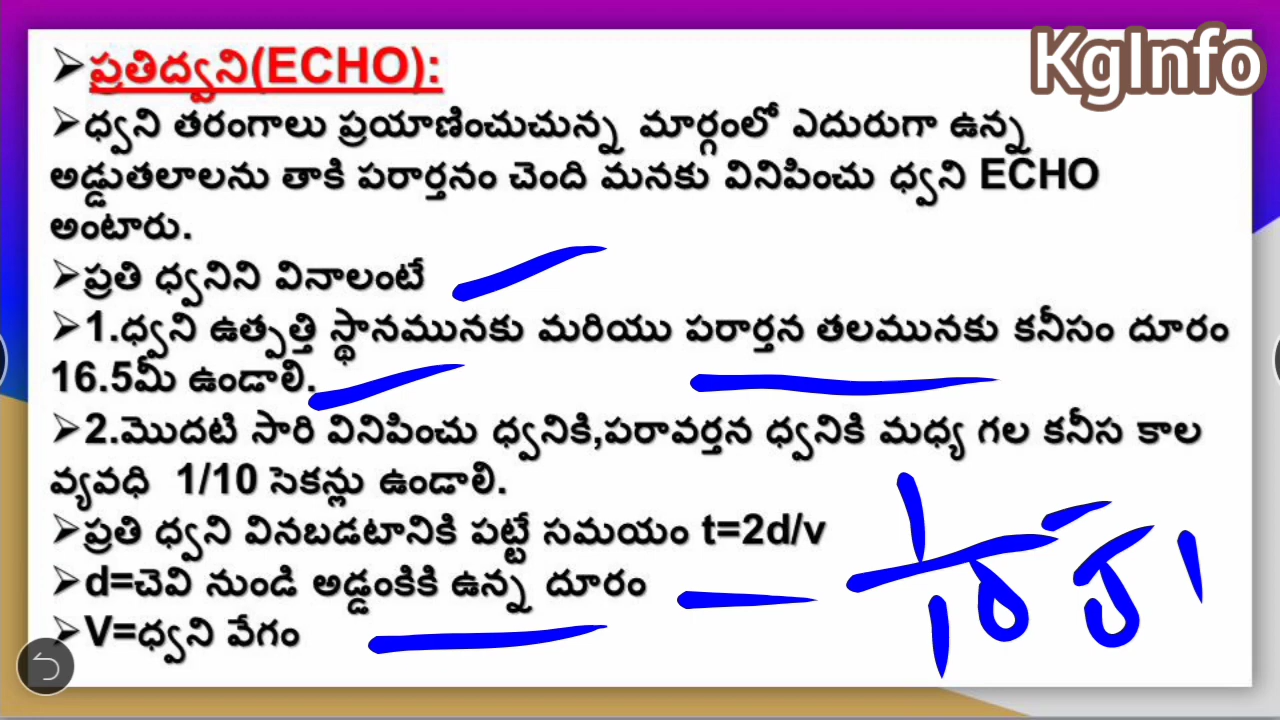 KgInfo
➢ప్రతిద్వని(ECHO):
➢ధ్వని తరంగాలు ప్రయాణించుచున్న మార్గంలో ఎదురుగా ఉన్న
అడ్డుతలాలను తాకి పరార్తనం చెంది మనకు వినిపించు ధ్వని ECHO
అంటారు.
➢ప్రతి ధ్వనిని వినాలంటే
➢1.ధ్వని ఉత్పత్తి స్థానమునకు మరియు పరార్తన తలమునకు కనీసం దూరం
16.5మీ ఉండాలి.
➢2.మొదటి సారి వినిపించు ధ్వనికి,పరావర్తన ధ్వనికి మధ్య గల కనీస కాల
వ్యవధి 1/10 సెకన్లు ఉండాలి.
➢ప్రతి ధ్వని వినబడటానికి పట్టే సమయం t=2d/v
➢d=చెవి నుండి అడ్డంకికి ఉన్న దూరం
➢V=ధ్వని వేగం